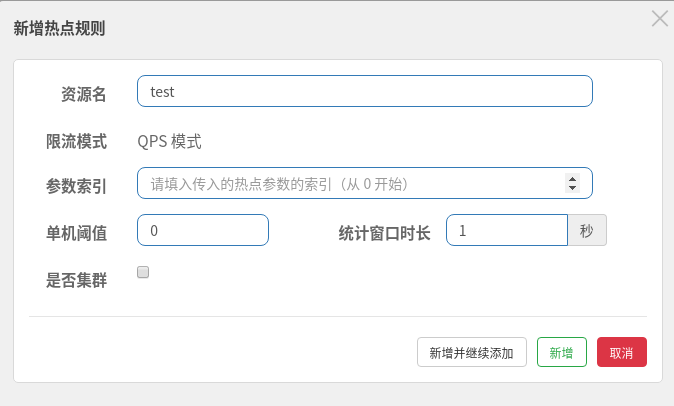 新增热点规则
资源名 test
限流模式 QPS 模式
参数索引 请填入传入的热点参数的索引（从 0 开始）
单机阈值 0 统计窗口时长 1 秒
是否集群
新增并继续添加 新增 取消